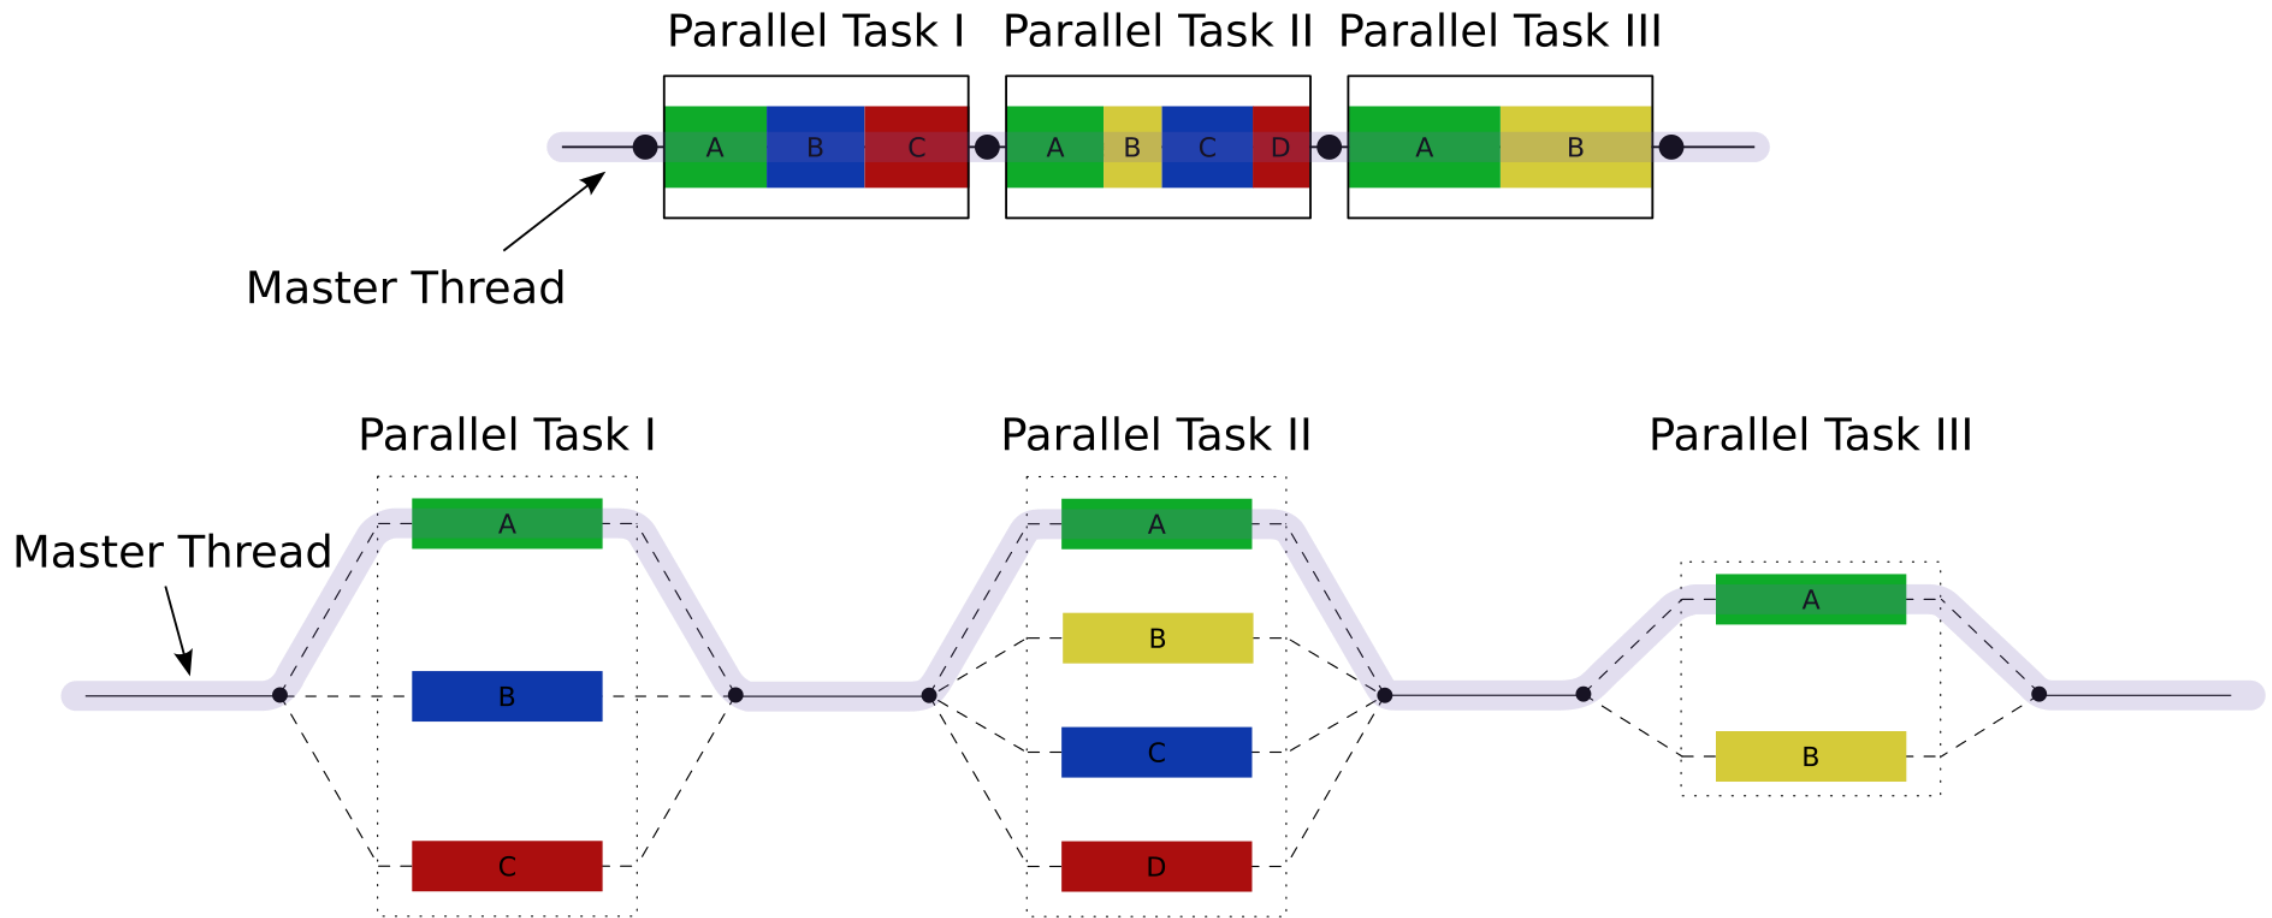 Parallel Task I
Parallel Task II
Parallel Task III
A B C
A B C D
A B
Master Thread
Parallel Task I
Parallel Task II
Parallel Task III
A
A
Master Thread
A
B
B
C
B
C
D